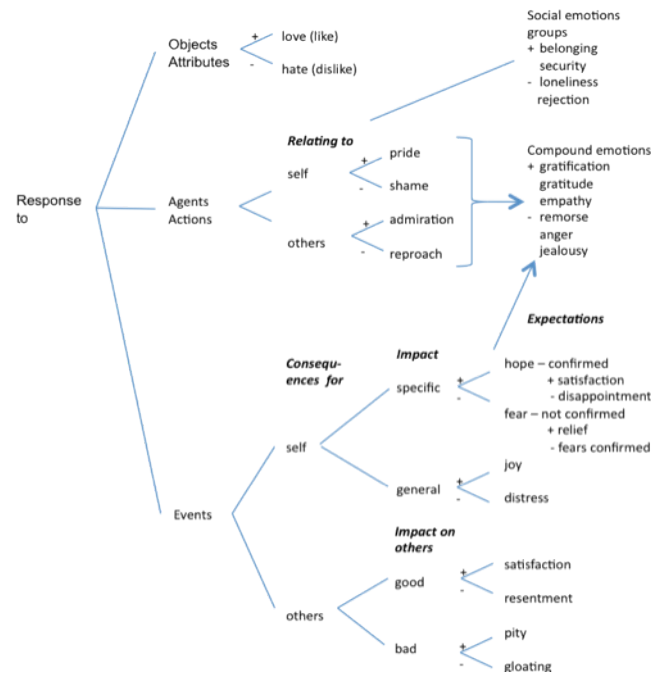 Social emotions
groups
+ belonging
security
- loneliness
rejection
Objects
Attributes
+
-
love (like)
hate (dislike)
Response
to
Agents
Actions
Relating to
self
+
-
pride
shame
others
+
-
admiration
reproach
Compound emotions
+ gratification
gratitude
empathy
- remorse
anger
jealousy
Events
Consequ-
ences for
self
Impact
specific
+
-
Expectations
hope – confirmed
+ satisfaction
- disappointment
fear – not confirmed
+ relief
- fears confirmed
general
+
-
joy
distress
others
Impact on
others
good
+
-
satisfaction
resentment
bad
+
-
pity
gloating